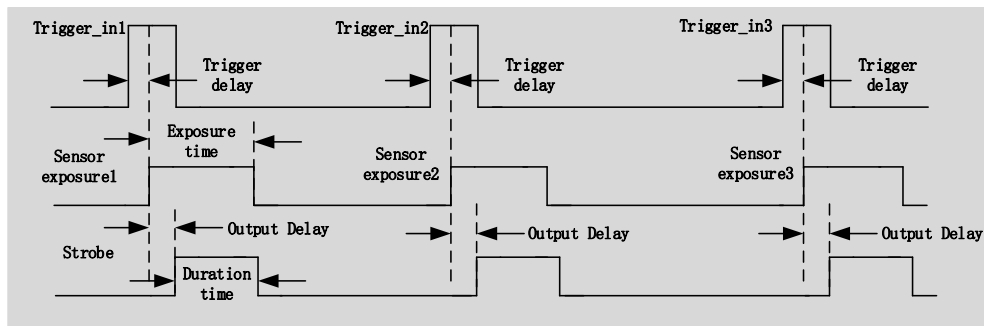 Trigger_in1
Trigger_in2
Trigger_in3
Trigger
delay
Trigger
delay
Trigger
delay
Exposure
time
Sensor
exposure1
Sensor
exposure2
Sensor
exposure3
Output Delay
Output Delay
Output Delay
Strobe
Duration
time